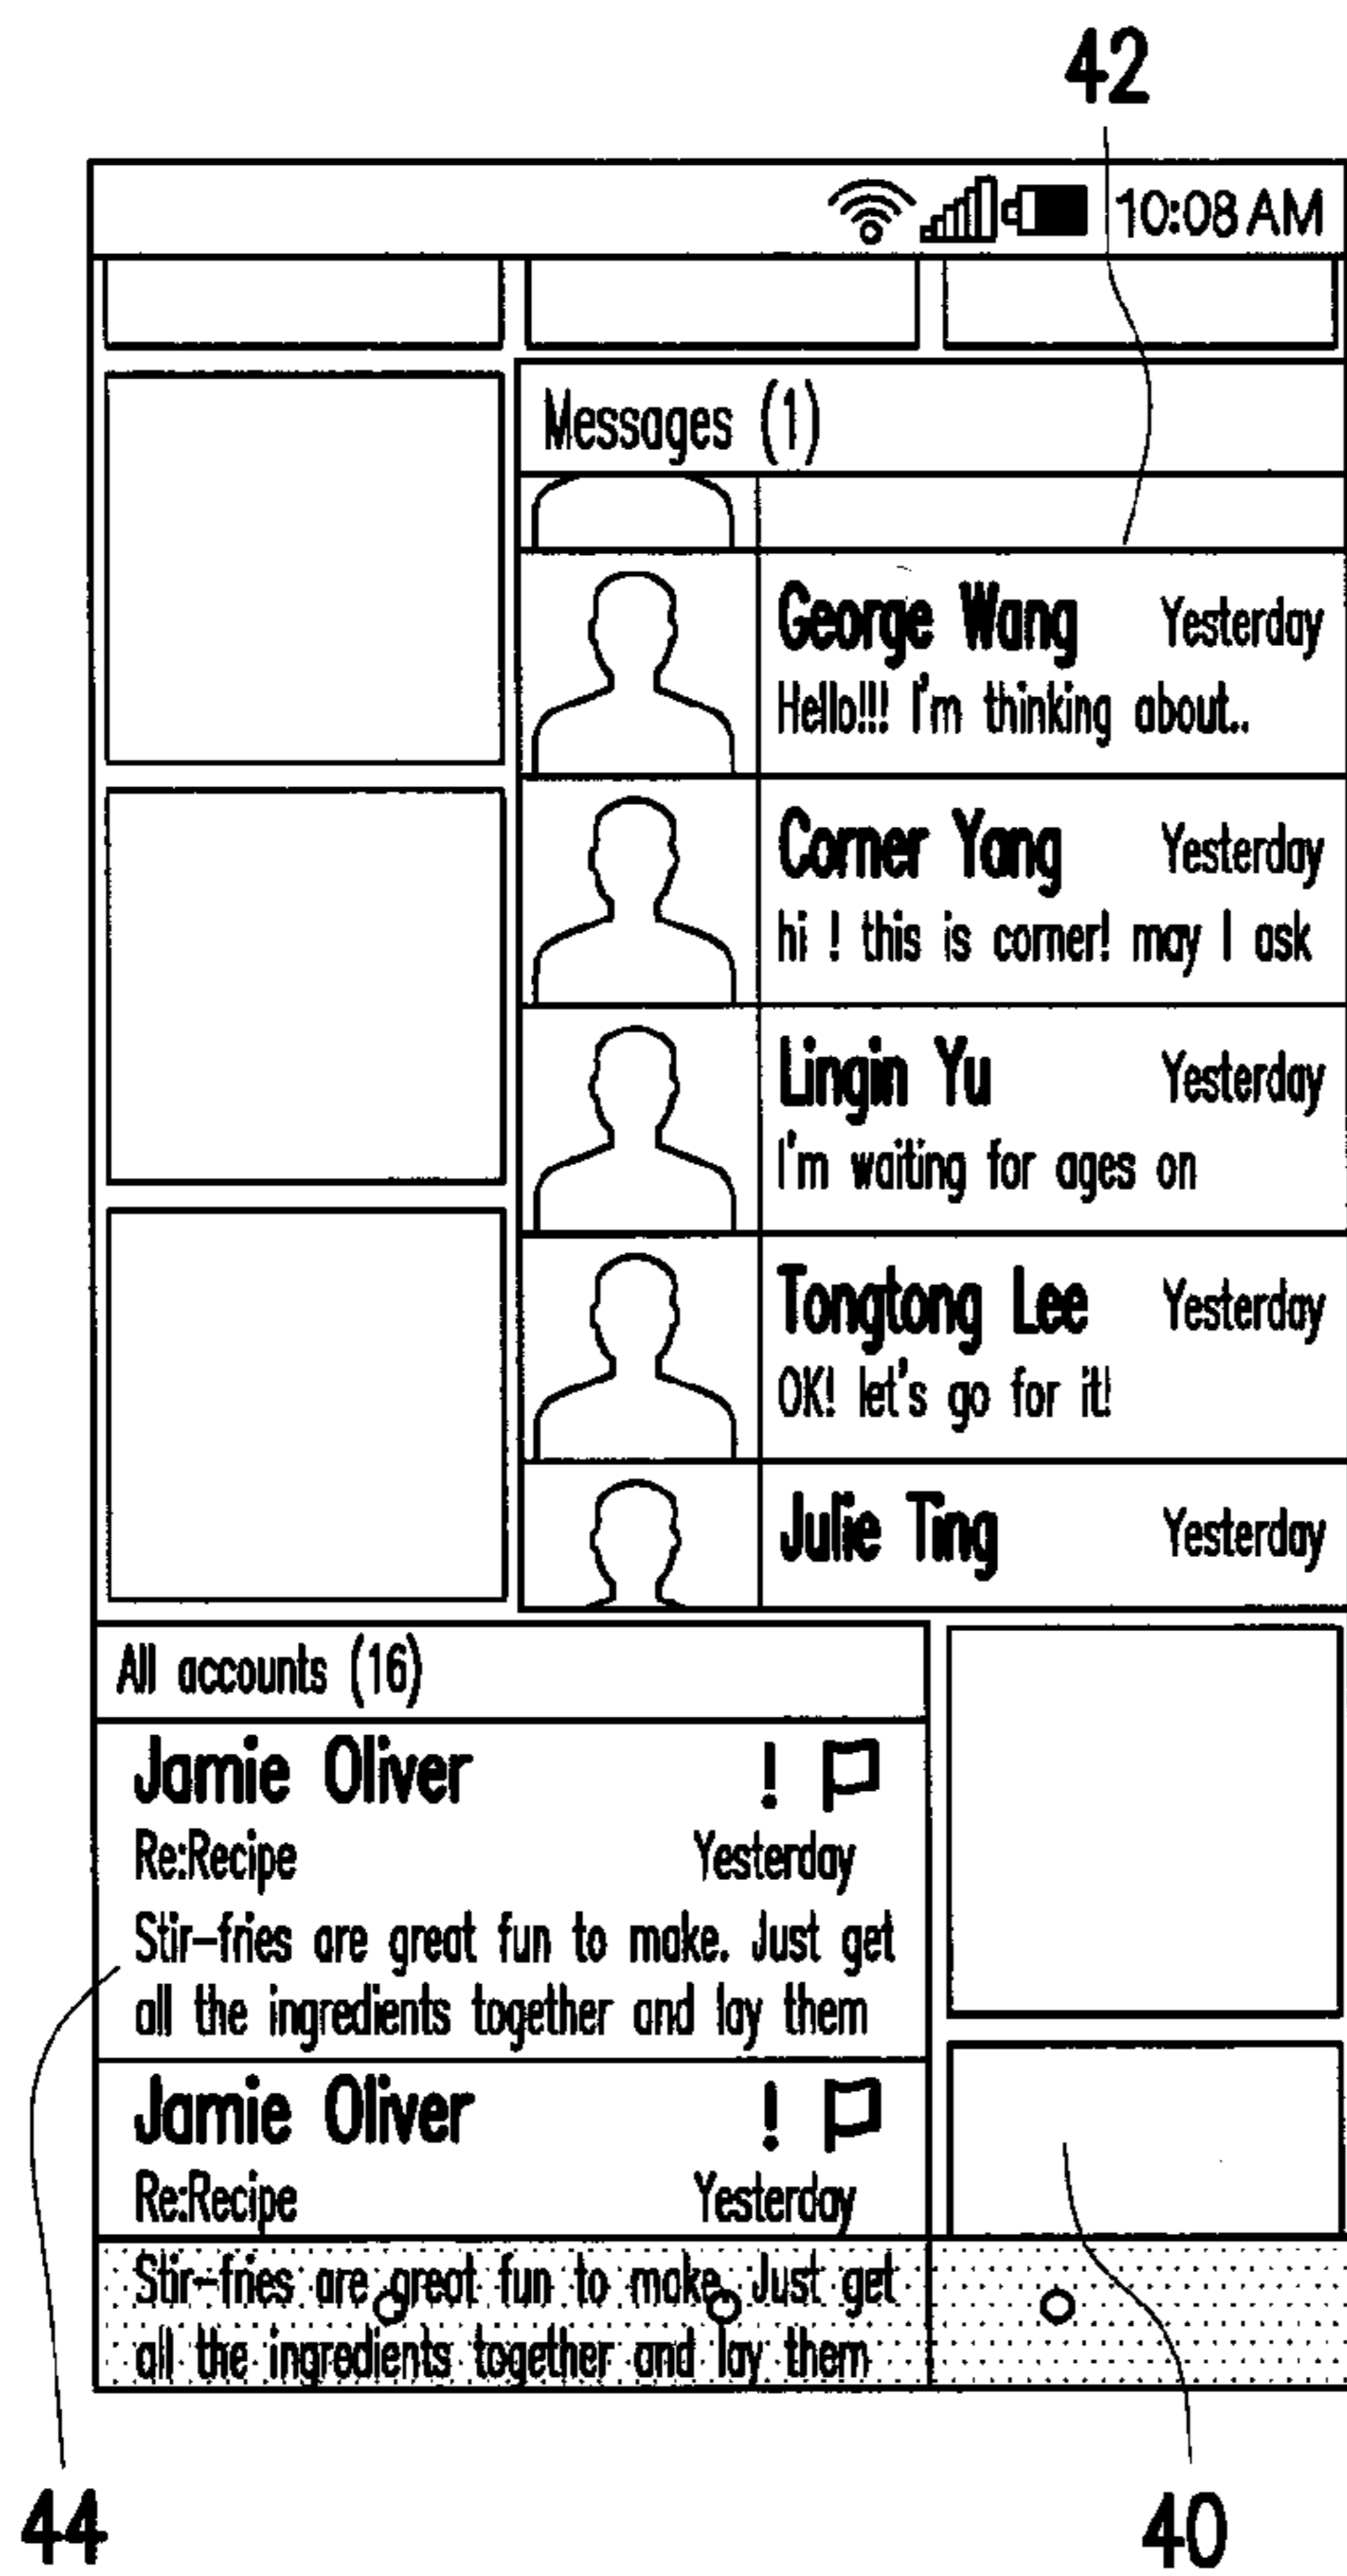 42
10:08 AM
Messages (1)
George Wang Yesterday
Hello!!! I'm thinking about..
Corner Yang Yesterday
hi ! this is corner! may I ask
Lingin Yu Yesterday
I'm waiting for ages on
Tongtong Lee Yesterday
OK! let's go for it!
Julie Ting Yesterday
All accounts (16)
Jamie Oliver !
Re:Recipe Yesterday
Stir-fries are great fun to make. Just get
all the ingredients together and lay them
Jamie Oliver !
Re:Recipe Yesterday
Stir-fries are great fun to make. Just get
all the ingredients together and lay them
44 40